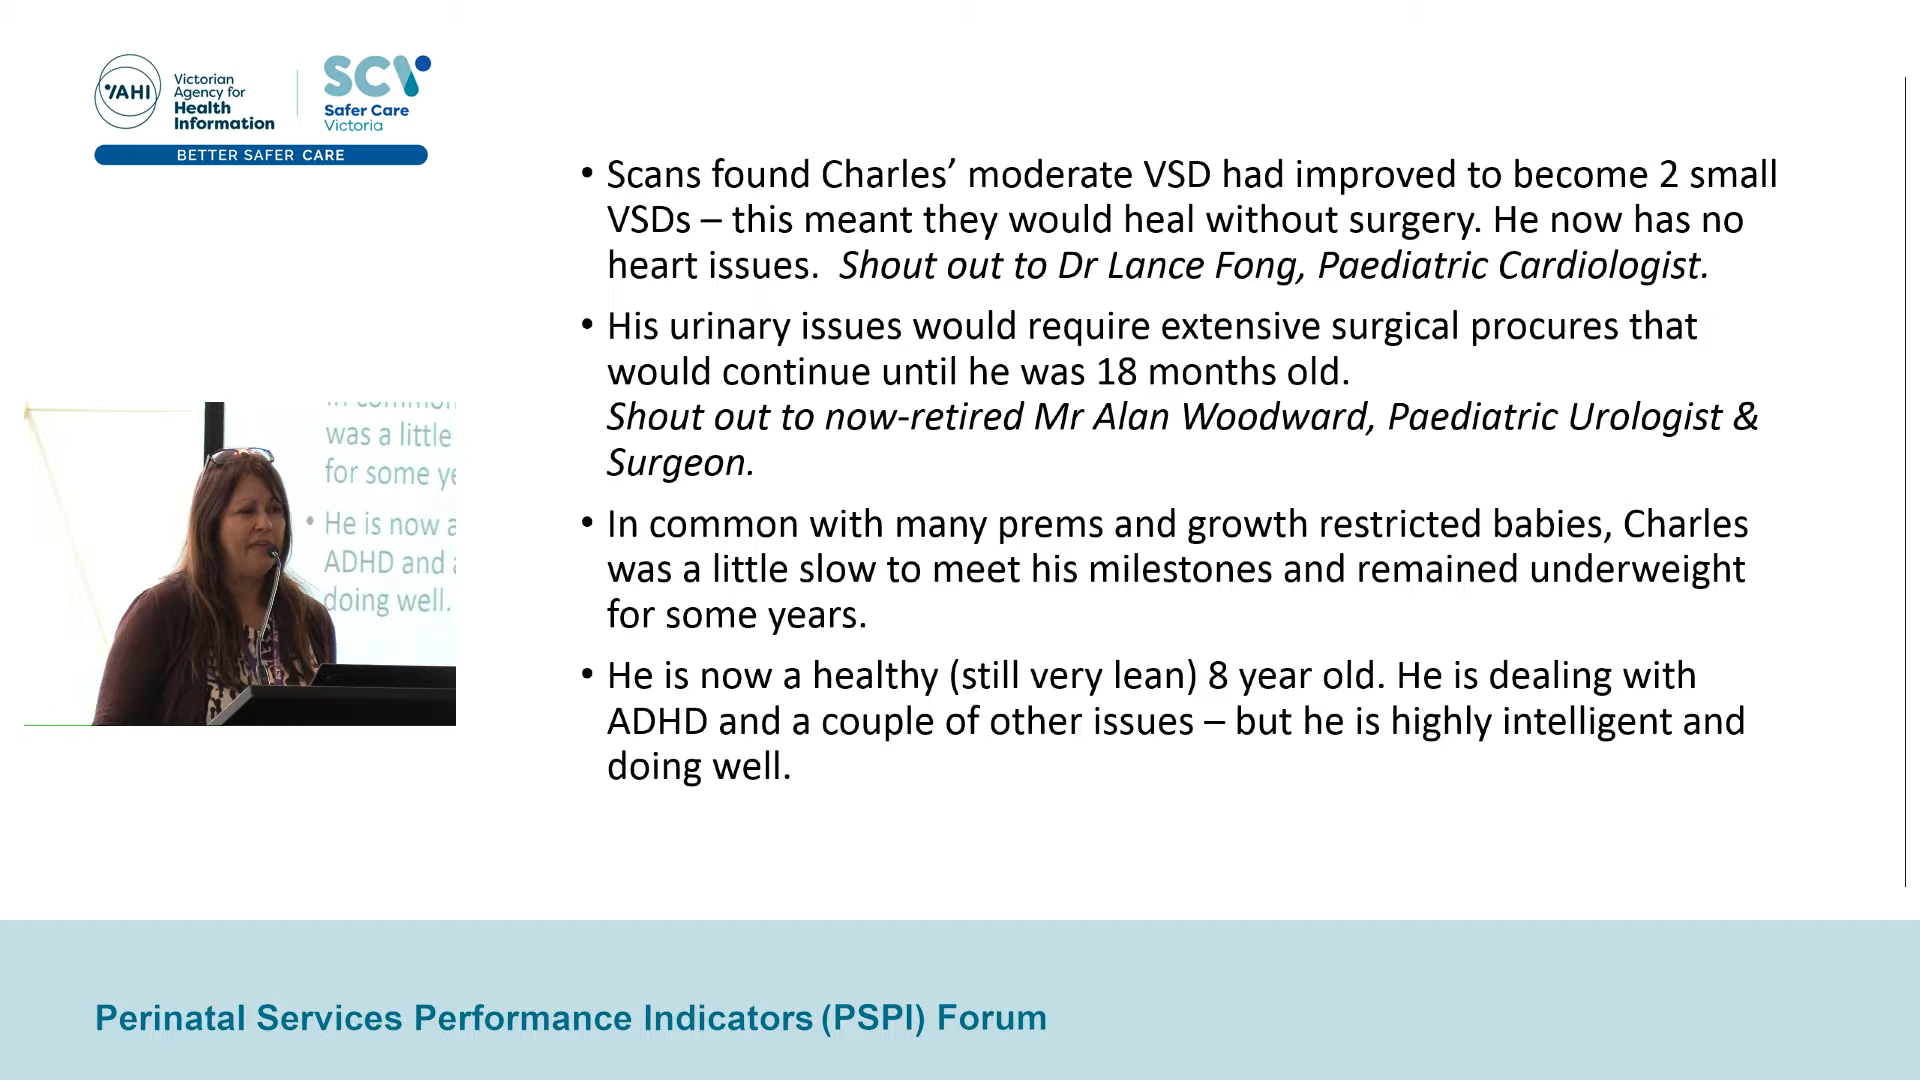 VAHI
Victorian
Agency for
Health
Information
SCV
Safer Care
Victoria
BETTER SAFER CARE
• Scans found Charles’ moderate VSD had improved to become 2 small
VSDs – this meant they would heal without surgery. He now has no
heart issues. Shout out to Dr Lance Fong, Paediatric Cardiologist.
• His urinary issues would require extensive surgical procures that
would continue until he was 18 months old.
Shout out to now-retired Mr Alan Woodward, Paediatric Urologist &
Surgeon.
• In common with many prems and growth restricted babies, Charles
was a little slow to meet his milestones and remained underweight
for some years.
• He is now a healthy (still very lean) 8 year old. He is dealing with
ADHD and a couple of other issues – but he is highly intelligent and
doing well.
was a little
for some
• He is now
ADHD and
doing well.
Perinatal Services Performance Indicators (PSPI) Forum